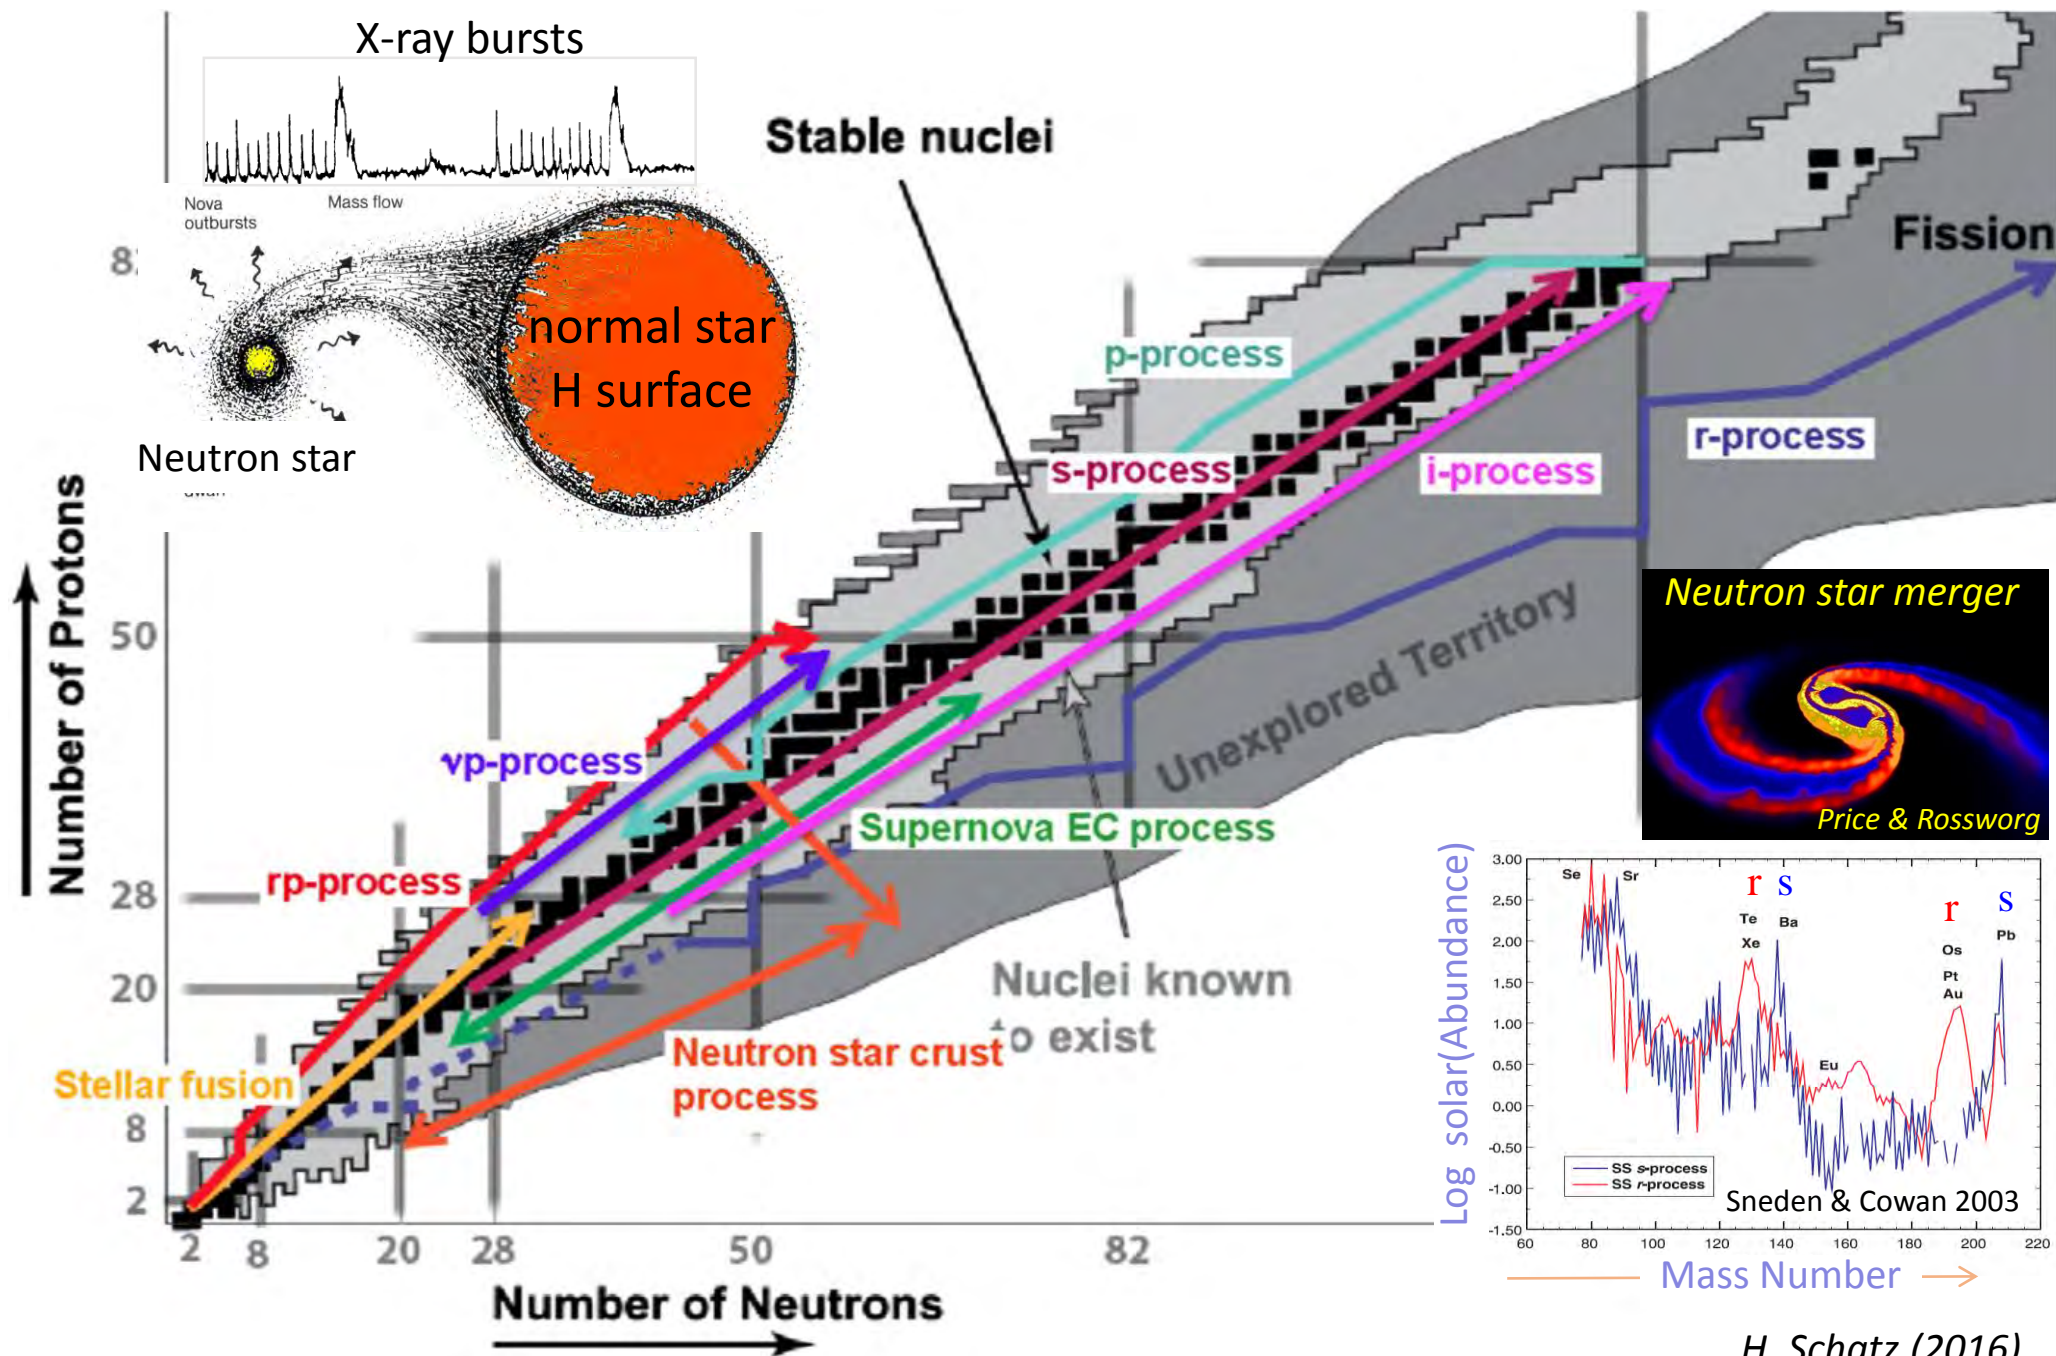 X-ray bursts
Nova
outbursts
Mass flow
normal star
H surface
Neutron star
Stable nuclei
Fission
p-process
s-process
i-process
r-process
Number of Protons
8
50
28
20
8
2
νp-process
rp-process
Stellar fusion
Supernova EC process
Unexplored Territory
Nuclei known
to exist
Neutron star crust
process
2
8
20
28
50
82
Number of Neutrons
Neutron star merger
Price & Rossworg
Log solar(Abundance)
3.00
2.50
2.00
1.50
1.00
0.50
0.00
-0.50
-1.00
-1.50
Se
Sr
r
s
Te
Xe
Ba
Eu
r
s
Os
Pt
Au
Pb
SS s-process
SS r-process
Sneden & Cowan 2003
60
80
100
120
140
160
180
200
220
Mass Number
H. Schatz (2016)